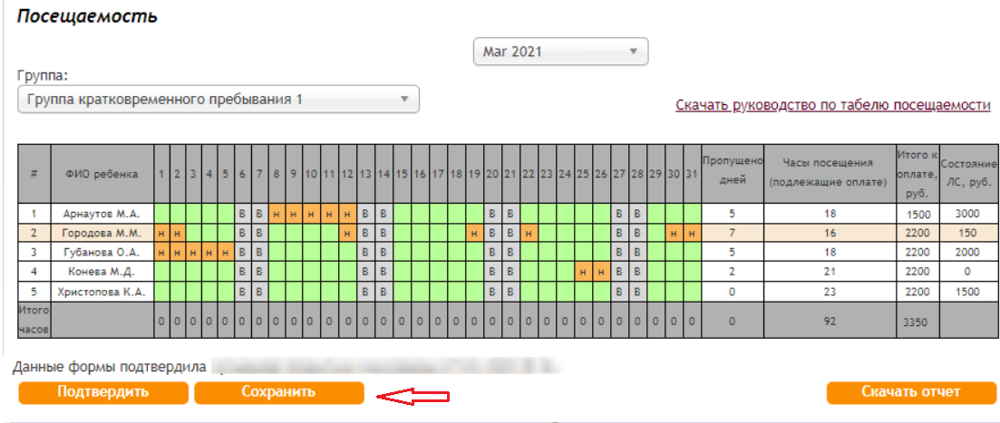 Посещаемость
Mar 2021
Группа:
Группа кратковременного пребывания 1
Скачать руководство по табелю посещаемости
# ФИО ребенка 1 2 3 4 5 6 7 8 9 10 11 12 13 14 15 16 17 18 19 20 21 22 23 24 25 26 27 28 29 30 31 Пропущено дней Часы посещения (подлежащие оплате) Итого к оплате, руб. Состояние ЛС, руб.
1 Арнаутов М.А. В В н н н н н В В В В В В 5 18 1500 3000
2 Городова М.М. н н В В н В В н В В н В В н н 7 16 2200 150
3 Губанова О.А. н н н н н В В В В В В В В 5 18 2200 2000
4 Конева М.Д. В В В В В В н н В В 2 21 2200 0
5 Христопова К.А. В В В В В В В В 0 23 2200 1500
Итого часов 0 0 0 0 0 0 0 0 0 0 0 0 0 0 0 0 0 0 0 0 0 0 0 0 0 0 0 0 0 0 0 0 92 3350
Данные формы подтвердила
Подтвердить Сохранить Скачать отчет